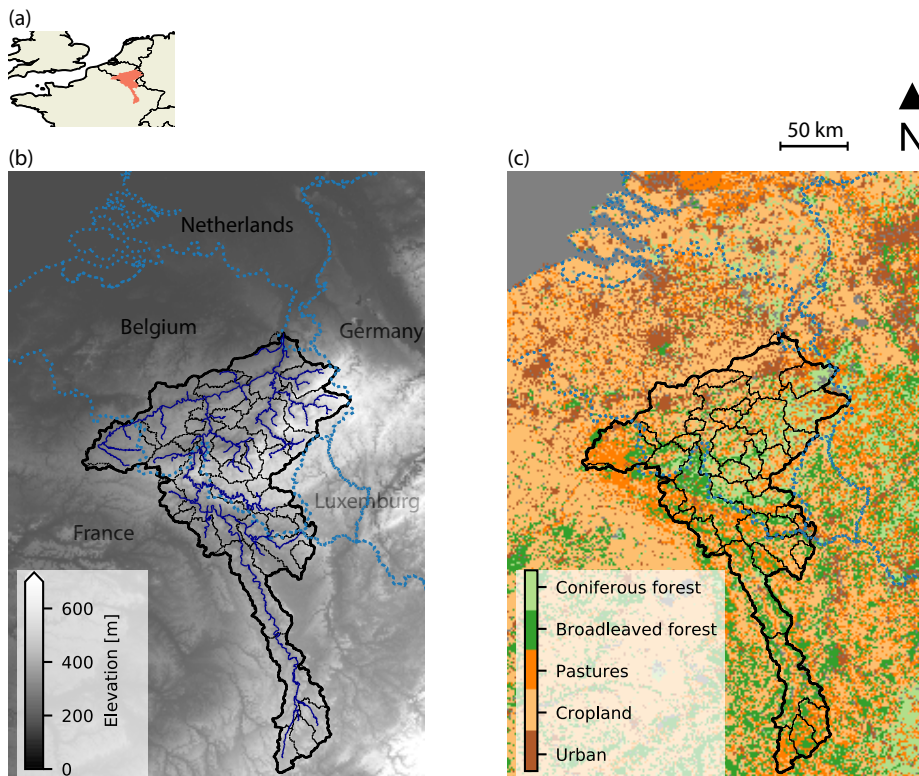 (a)
50 km
N
(b)
(c)
Netherlands
Belgium
Germany
Luxemburg
France
600
400
200
0
Elevation [m]
Coniferous forest
Broadleaved forest
Pastures
Cropland
Urban